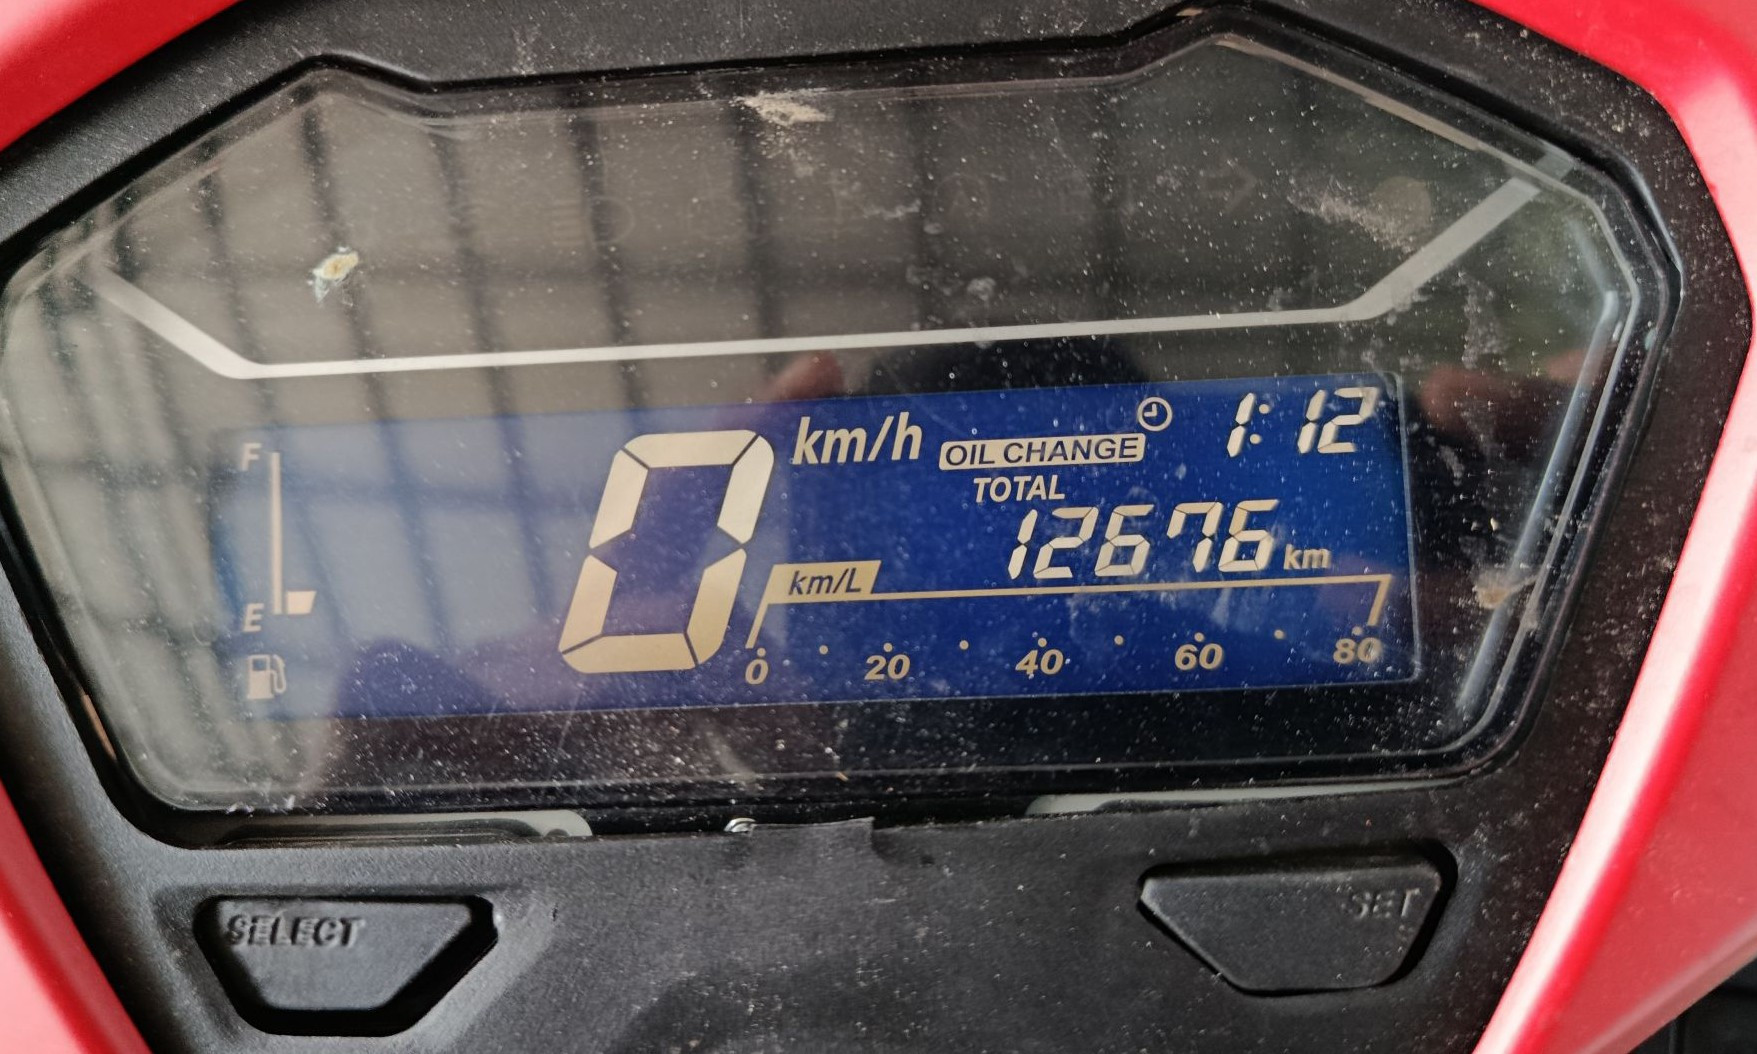 F
E
0 km/h
OIL CHANGE
1:12
TOTAL
12676 km
km/L
0 20 40 60 80
SELECT
SET